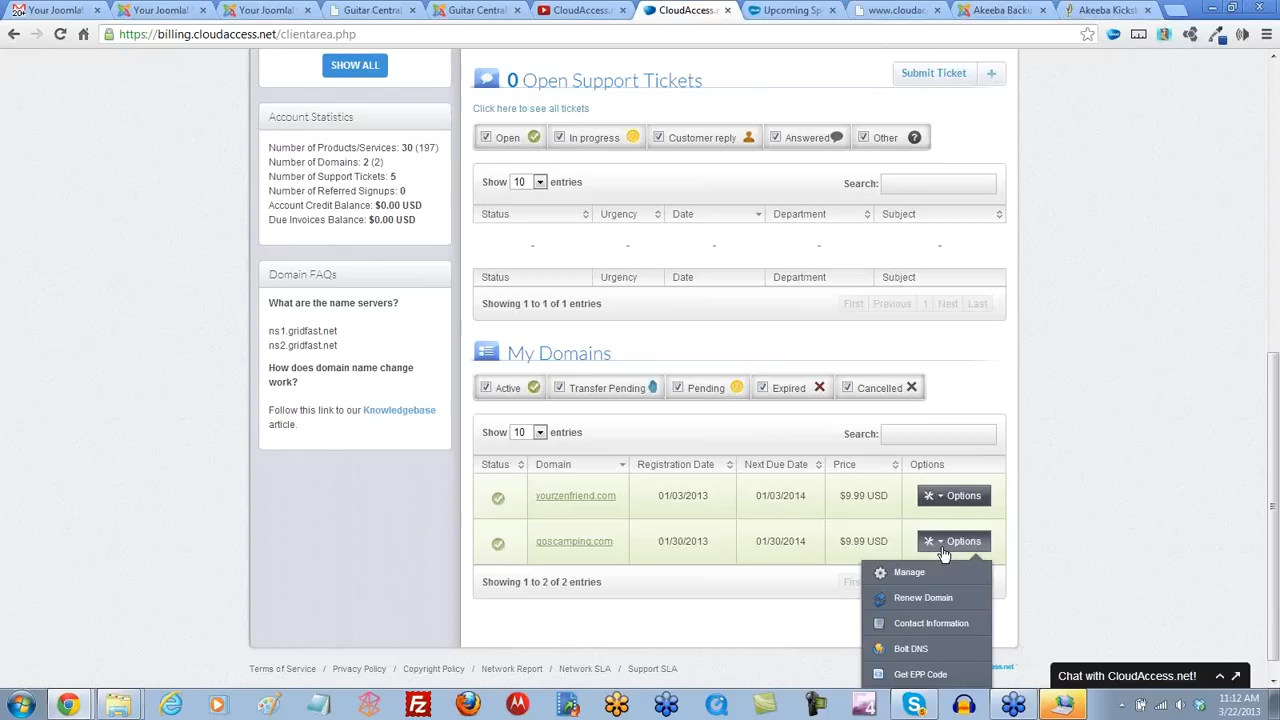 Your Joomla!
Your Joomla!
Your Joomla!
Guitar Central
Guitar Central
CloudAccess.
CloudAccess.n
Upcoming Sp
www.cloudac
Akeeba Backu
Akeeba Kickst
https://billing.cloudaccess.net/clientarea.php
SHOW ALL
Account Statistics
Number of Products/Services: 30 (197)
Number of Domains: 2 (2)
Number of Support Tickets: 5
Number of Referred Signups: 0
Account Credit Balance: $0.00 USD
Due Invoices Balance: $0.00 USD
Domain FAQs
What are the name servers?
ns1.gridfast.net
ns2.gridfast.net
How does domain name change
work?
Follow this link to our Knowledgebase
article.
0 Open Support Tickets
Submit Ticket +
Click here to see all tickets
Open In progress Customer reply Answered Other
Show 10 entries Search:
Status Urgency Date Department Subject
- - - - -
Status Urgency Date Department Subject
Showing 1 to 1 of 1 entries First Previous 1 Next Last
My Domains
Active Transfer Pending Pending Expired Cancelled
Show 10 entries Search:
Status Domain Registration Date Next Due Date Price Options
yourzenfriend.com 01/03/2013 01/03/2014 $9.99 USD Options
goscamping.com 01/30/2013 01/30/2014 $9.99 USD Options
Showing 1 to 2 of 2 entries
Manage
Renew Domain
Contact Information
Bolt DNS
Get EPP Code
Terms of Service / Privacy Policy / Copyright Policy / Network Report / Network SLA / Support SLA
Chat with CloudAccess.net!
11:12 AM
3/22/2013